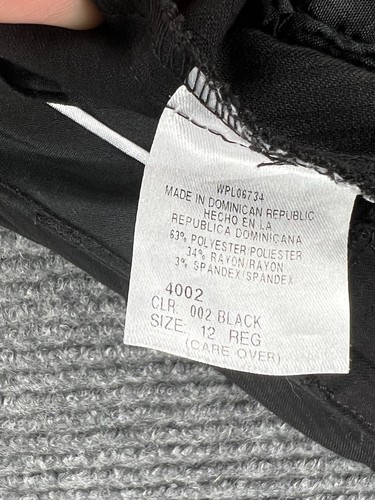 WPL06734
MADE IN DOMINICAN REPUBLIC
HECHO EN LA
REPUBLICA DOMINICANA
63% POLYESTER/POLIESTER
34% RAYON/RAYON
3% SPANDEX/SPANDEX
4002
CLR: 002 BLACK
SIZE: 12 REG
(CARE OVER)